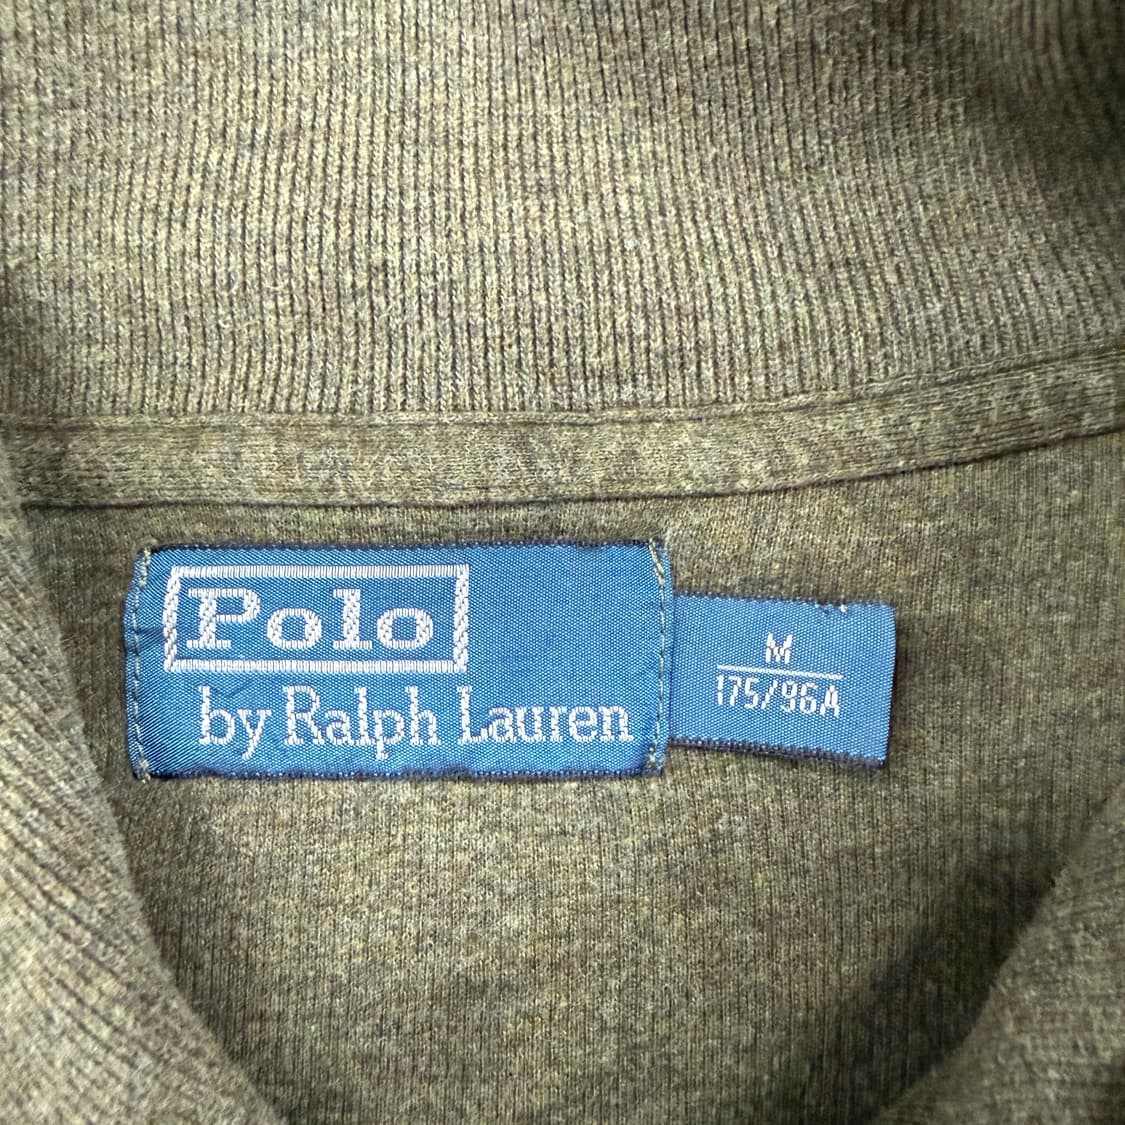 Polo
by Ralph Lauren
M
175/96A